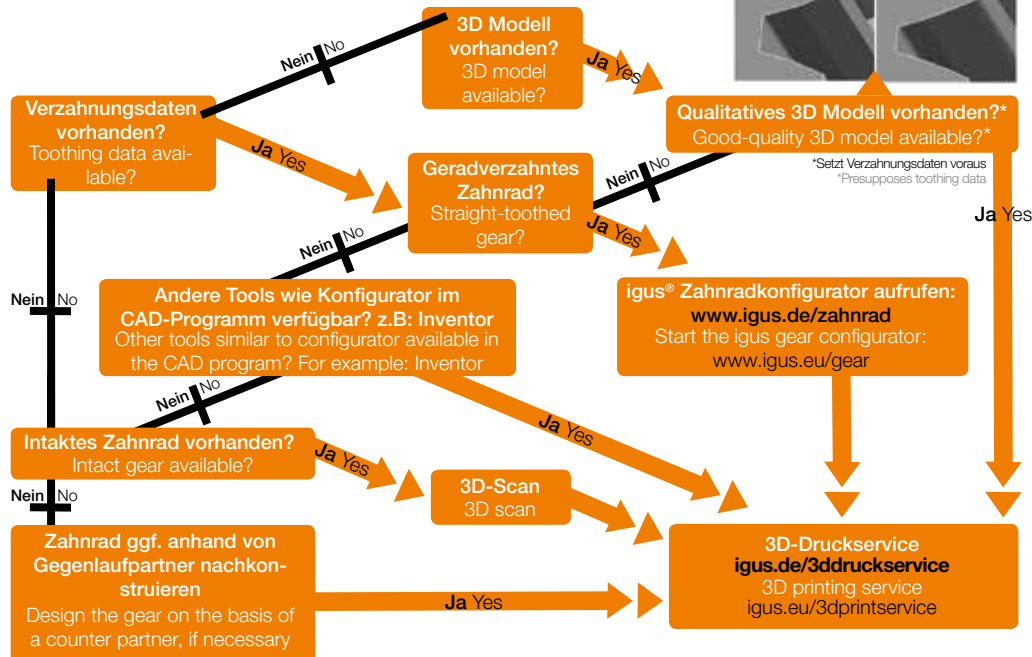 3D Modell
vorhanden?
3D model
available?
Nein No
Ja Yes
Verzahnungsdaten
vorhanden?
Toothing data avai-
lable?
Qualitatives 3D Modell vorhanden?*
Good-quality 3D model available?*
*Setzt Verzahnungsdaten voraus
*Presupposes toothing data
Ja Yes
Geradverzahntes
Zahnrad?
Straight-toothed
gear?
Nein No
Ja Yes
Ja Yes
Nein No
Nein No
Andere Tools wie Konfigurator im
CAD-Programm verfügbar? z.B: Inventor
Other tools similar to configurator available in
the CAD program? For example: Inventor
igus® Zahnradkonfigurator aufrufen:
www.igus.de/zahnrad
Start the igus gear configurator:
www.igus.eu/gear
Nein No
Ja Yes
Intaktes Zahnrad vorhanden?
Intact gear available?
Ja Yes
Nein No
3D-Scan
3D scan
Zahnrad ggf. anhand von
Gegenlaufpartner nachkon-
struieren
Design the gear on the basis of
a counter partner, if necessary
Ja Yes
3D-Druckservice
igus.de/3ddruckservice
3D printing service
igus.eu/3dprintservice